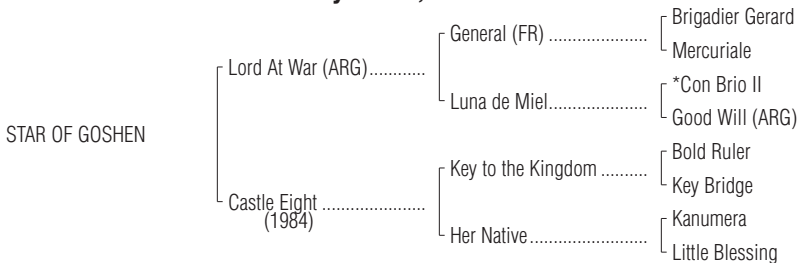 General (FR) ..................... Brigadier Gerard
Mercuriale
Lord At War (ARG)............
Luna de Miel..................... *Con Brio II
Good Will (ARG)
STAR OF GOSHEN
Key to the Kingdom .......... Bold Ruler
Key Bridge
Castle Eight ......................
(1984)
Her Native......................... Kanumera
Little Blessing